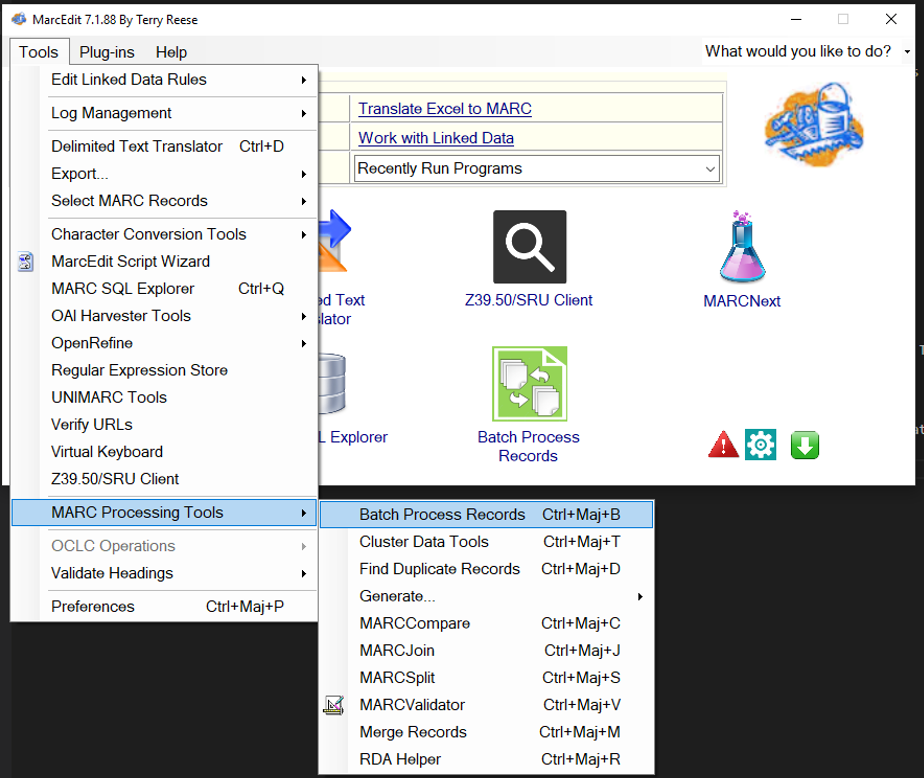 MarcEdit 7.1.88 By Terry Reese
Tools Plug-ins Help What would you like to do?
Edit Linked Data Rules
Log Management
Delimited Text Translator Ctrl+D
Export...
Select MARC Records
Character Conversion Tools
MarcEdit Script Wizard
MARC SQL Explorer Ctrl+Q
OAI Harvester Tools
OpenRefine
Regular Expression Store
UNIMARC Tools
Verify URLs
Virtual Keyboard
Z39.50/SRU Client
MARC Processing Tools
OCLC Operations
Validate Headings
Preferences Ctrl+Maj+P
Translate Excel to MARC
Work with Linked Data
Recently Run Programs
ed Text
lator
Z39.50/SRU Client
MARCNext
L Explorer
Batch Process
Records
Batch Process Records Ctrl+Maj+B
Cluster Data Tools Ctrl+Maj+T
Find Duplicate Records Ctrl+Maj+D
Generate...
MARCCompare Ctrl+Maj+C
MARCJoin Ctrl+Maj+J
MARCSplit Ctrl+Maj+S
MARCValidator Ctrl+Maj+V
Merge Records Ctrl+Maj+M
RDA Helper Ctrl+Maj+R